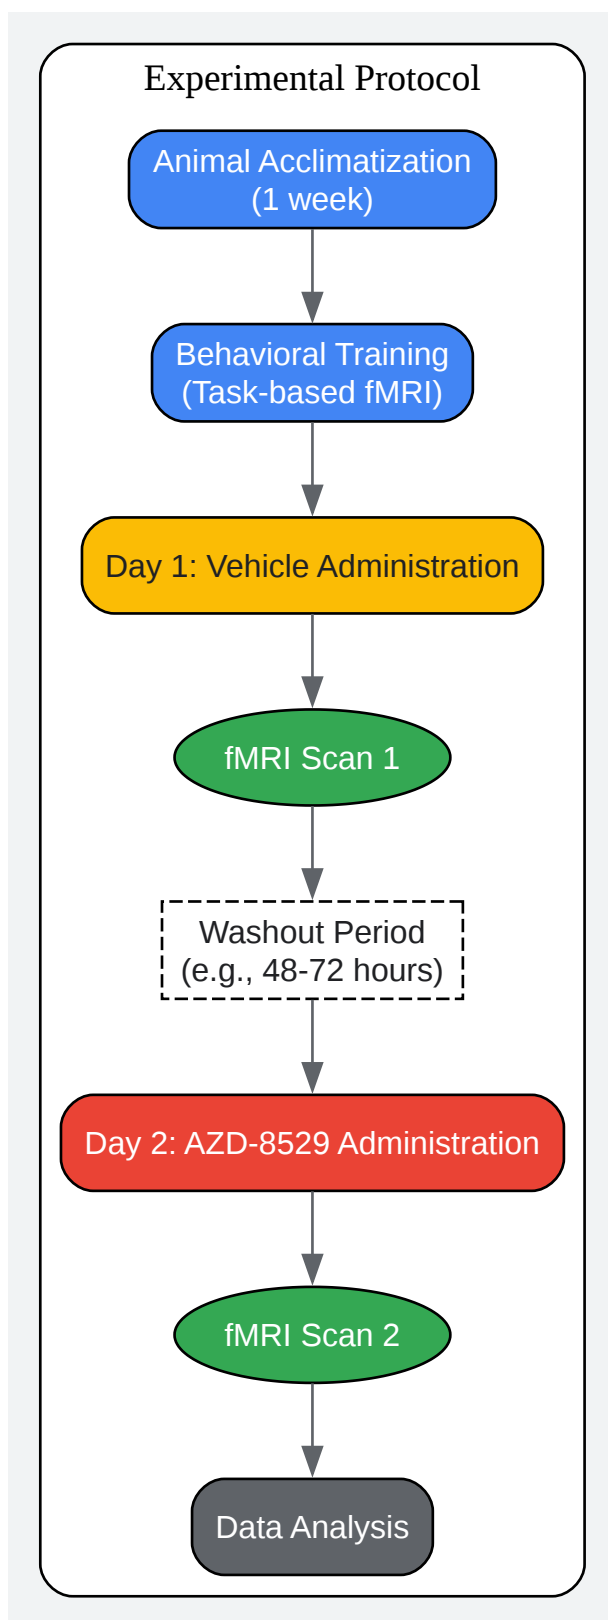 Experimental Protocol
Animal Acclimatization
(1 week)
Behavioral Training
(Task-based fMRI)
Day 1: Vehicle Administration
fMRI Scan 1
Washout Period
(e.g., 48-72 hours)
Day 2: AZD-8529 Administration
fMRI Scan 2
Data Analysis